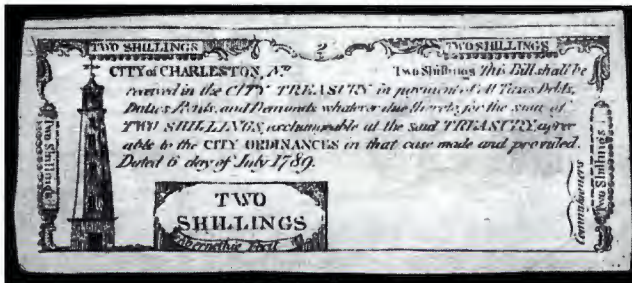 TWO SHILLINGS
2/
TWO SHILLINGS
CITY of CHARLESTON, No. Two Shillings this Bill shall be
received in the CITY TREASURY in payment of All Taxes, Debts,
Duties, Rents, and Demands whatever due thereto, for the sum of
TWO SHILLINGS, exchangeable at the said TREASURY, agree-
able to the CITY ORDINANCES in that case made and provided.
Dated 6 day of July 1789.
Two Shillings
TWO
SHILLINGS
Abernethie Fecit
Commissioners
Two Shillings